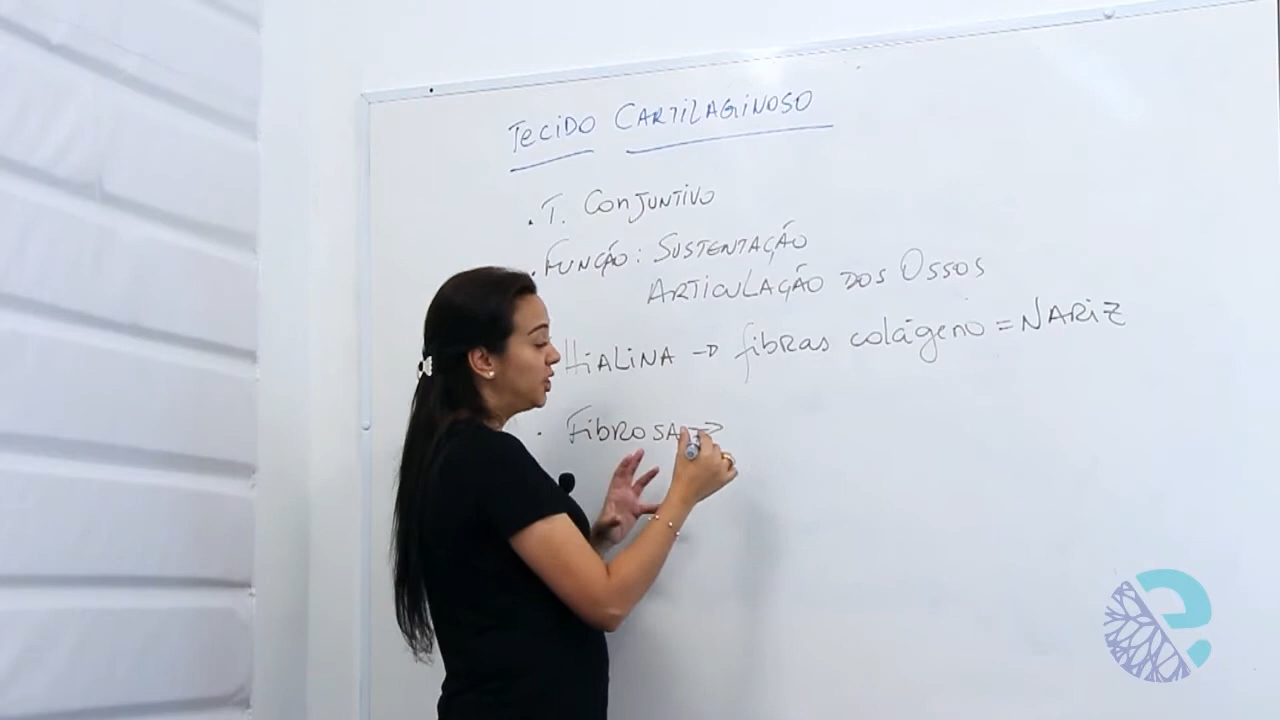 TECIDO CARTILAGINOSO
. T. CONJUNTIVO
. FUNÇÃO: SUSTENTAÇÃO
ARTICULAÇÃO DOS OSSOS
HIALINA → fibras colágeno = NARIZ
. FIBROSA →